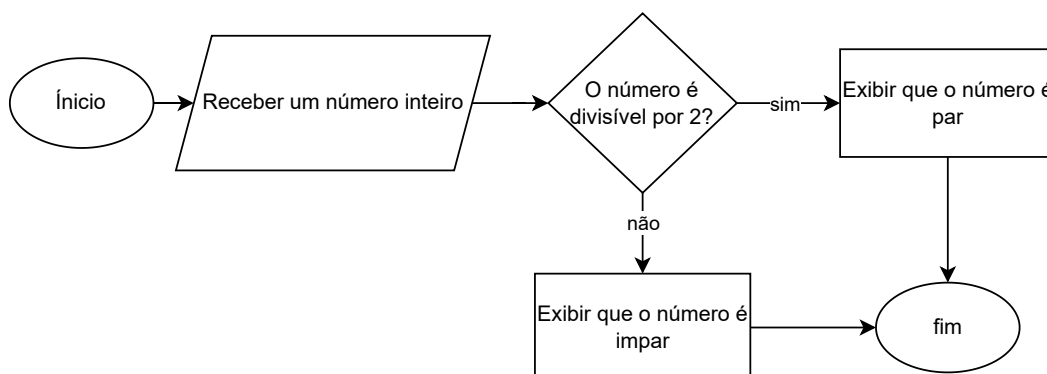 Ínicio
Receber um número inteiro
O número é
divisível por 2?
sim
Exibir que o número é
par
não
Exibir que o número é
impar
fim